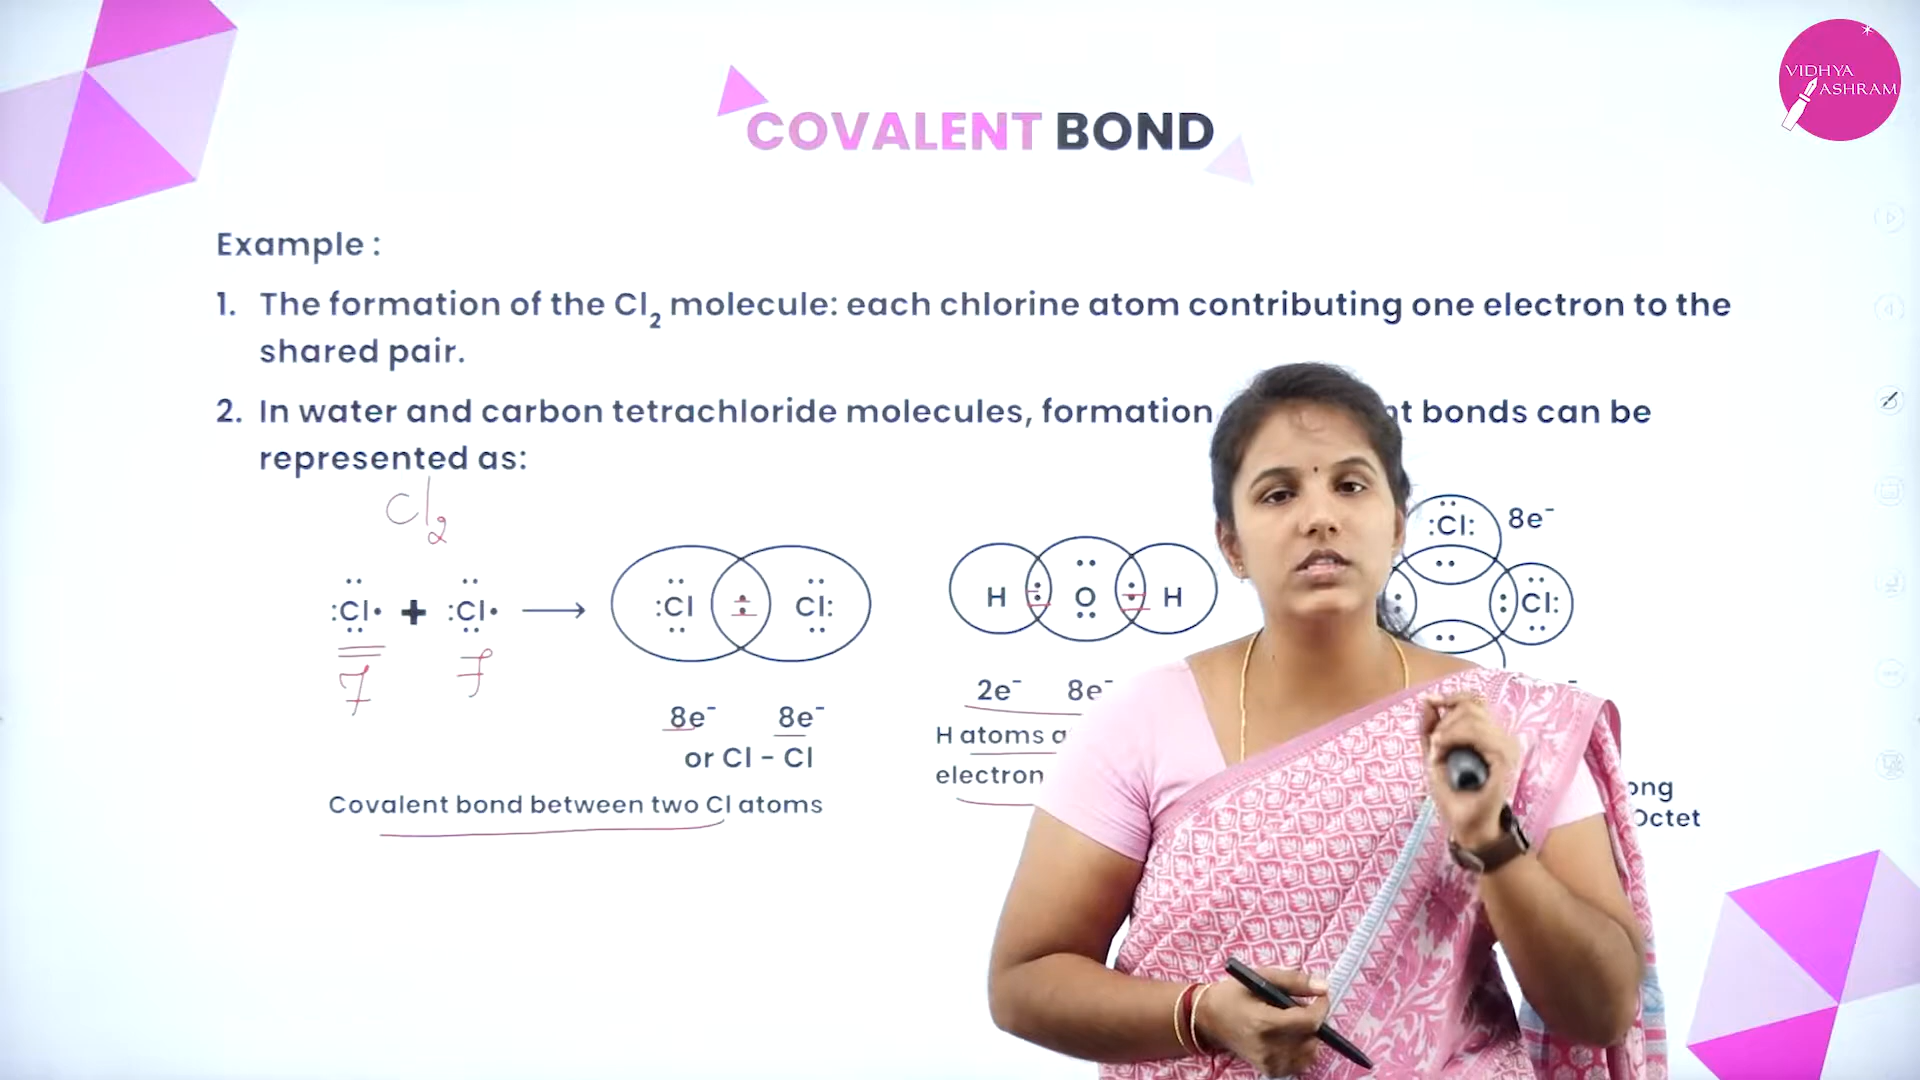 VIDHYA
ASHRAM
COVALENT BOND
Example :
1. The formation of the Cl₂ molecule: each chlorine atom contributing one electron to the
shared pair.
2. In water and carbon tetrachloride molecules, formation bonds can be
represented as:
Cl₂
:Cl• + :Cl• ⟶ :Cl : Cl:
7 7
8e⁻ 8e⁻
or Cl – Cl
Covalent bond between two Cl atoms
H : O : H
2e⁻ 8e⁻
H atoms
electron
:Cl: 8e⁻
: :Cl:
Octet